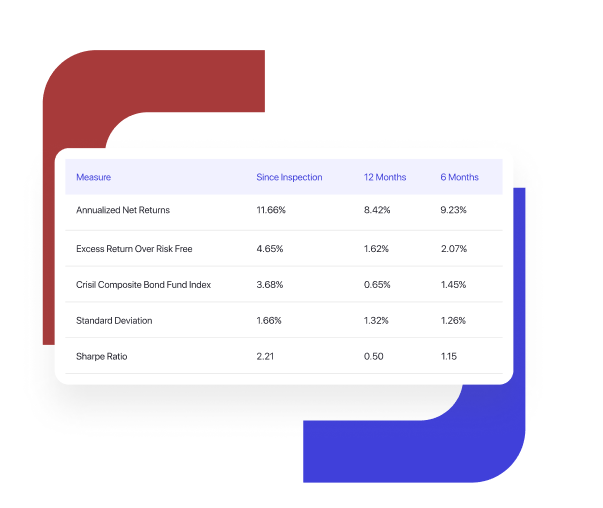 Measure Since Inspection 12 Months 6 Months
Annualized Net Returns 11.66% 8.42% 9.23%
Excess Return Over Risk Free 4.65% 1.62% 2.07%
Crisil Composite Bond Fund Index 3.68% 0.65% 1.45%
Standard Deviation 1.66% 1.32% 1.26%
Sharpe Ratio 2.21 0.50 1.15